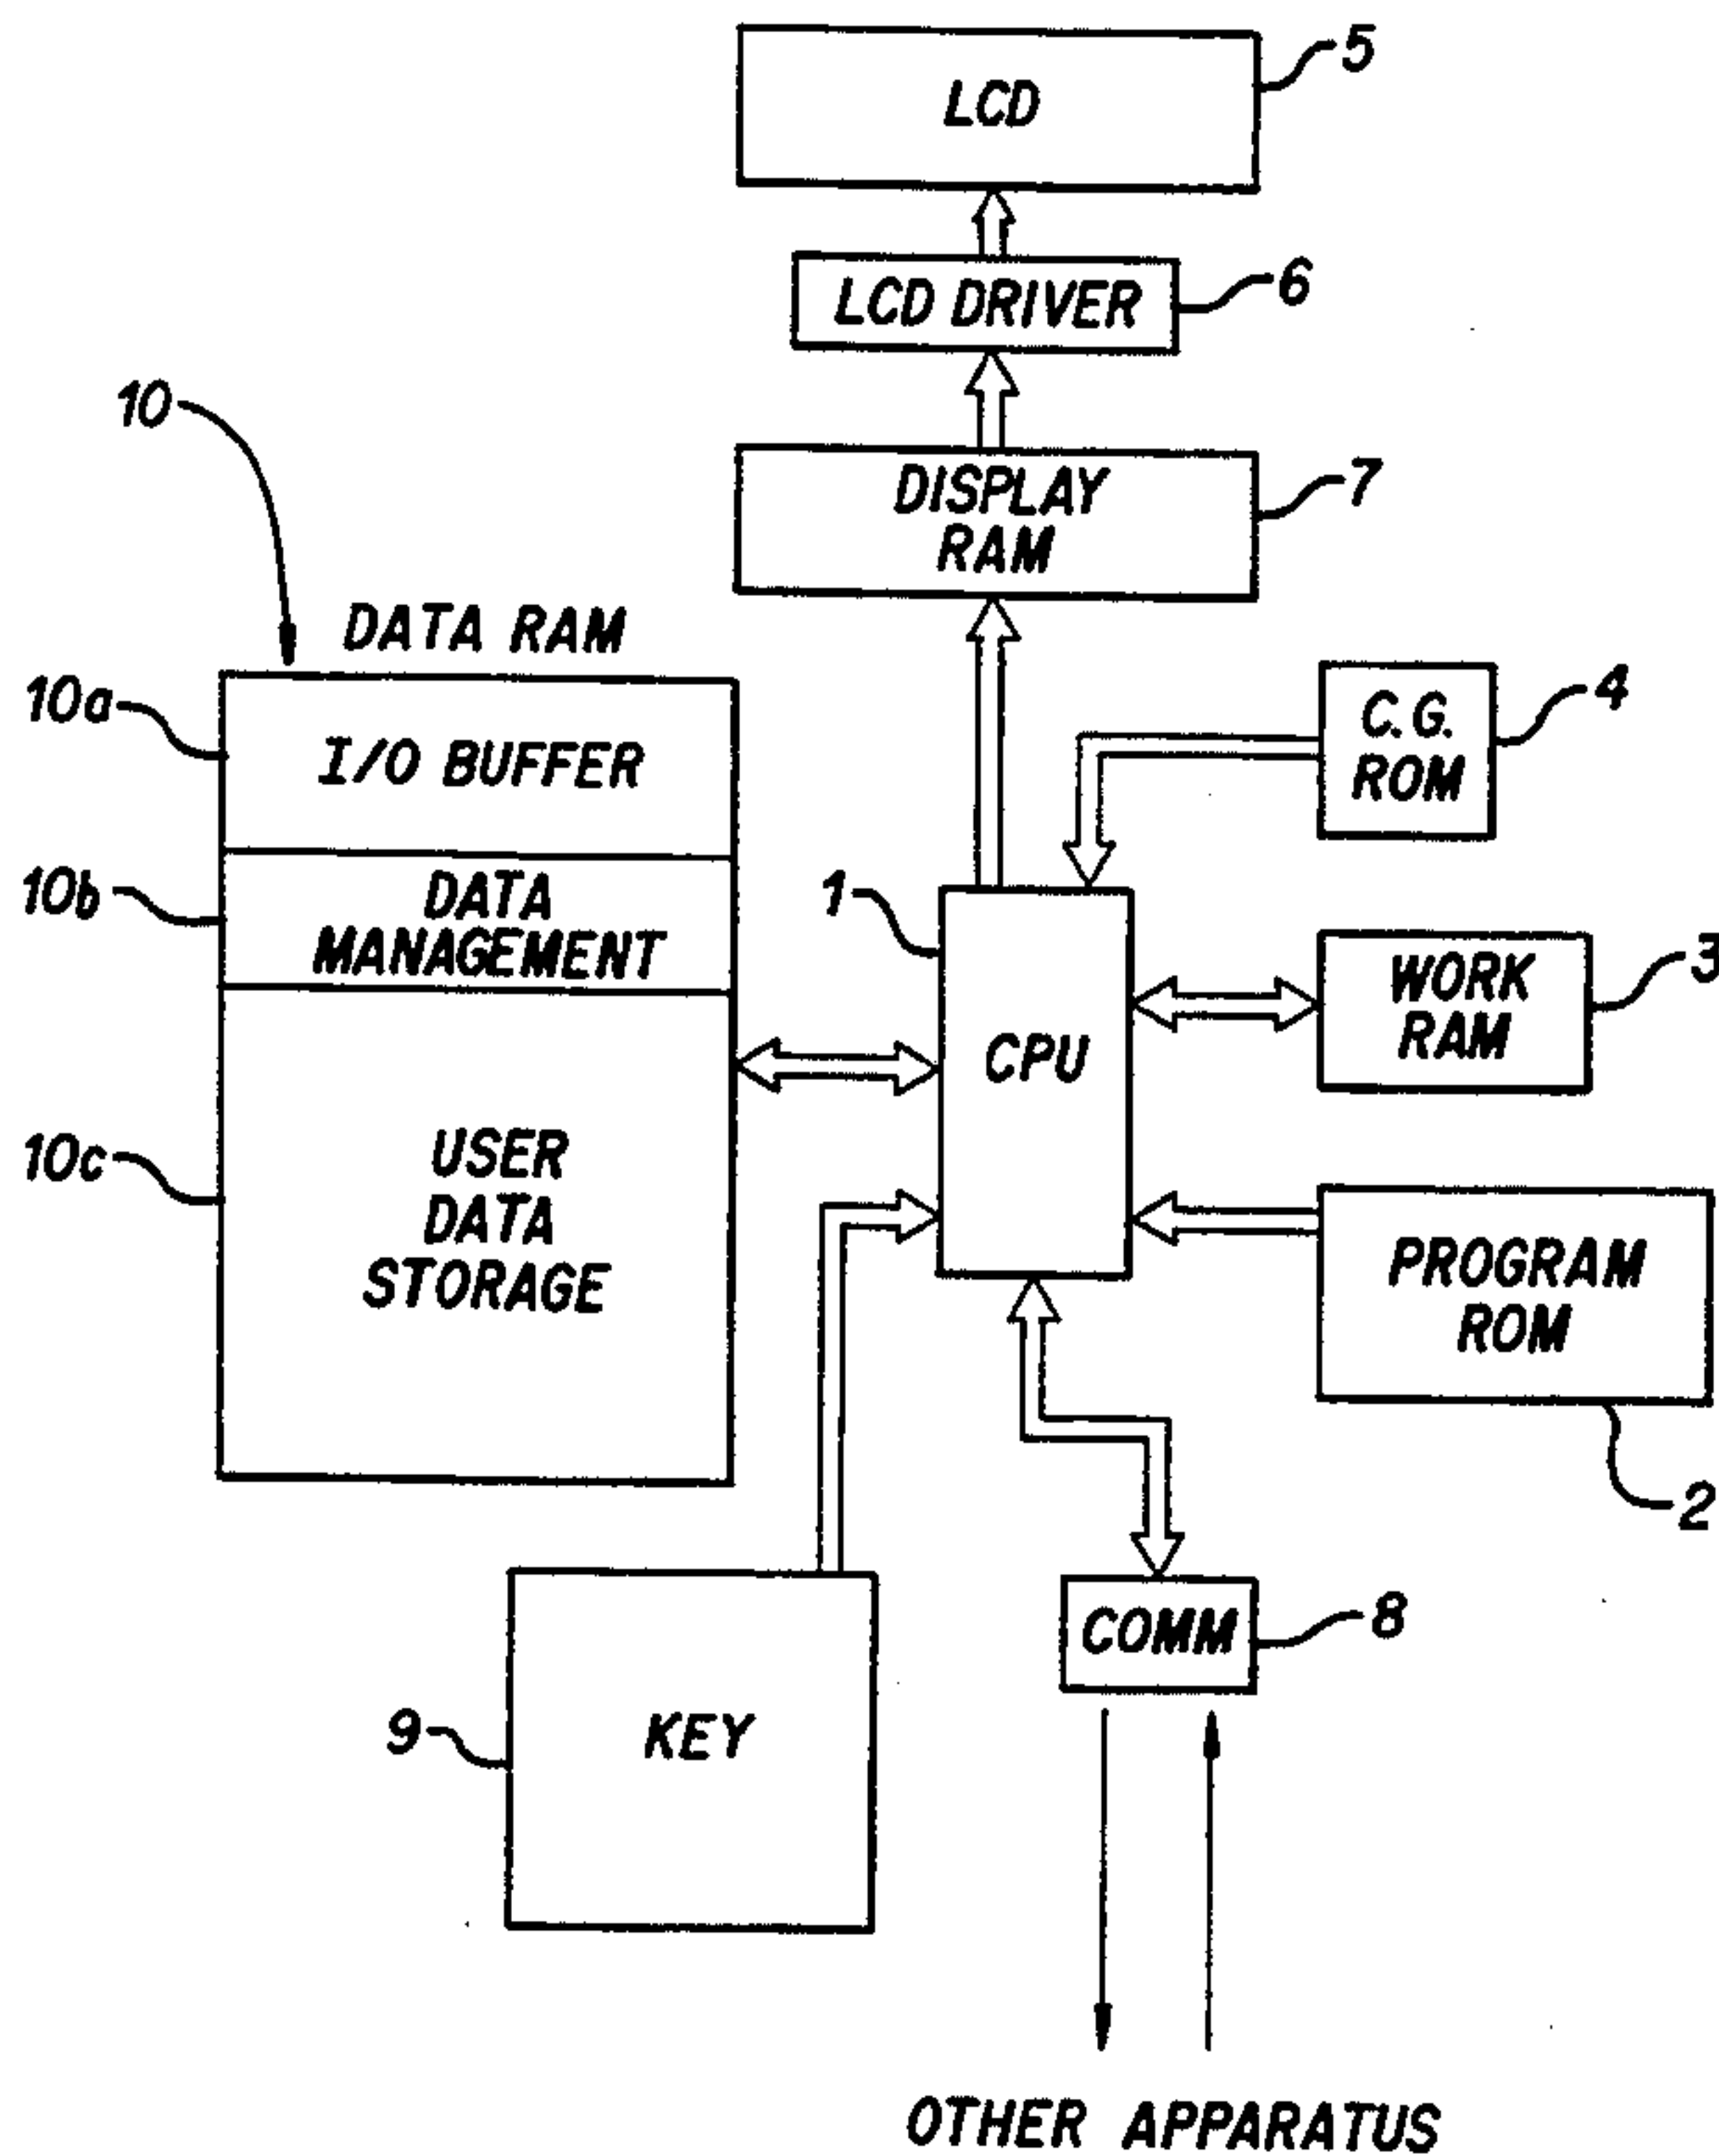 LCD
5
LCD DRIVER
6
10
DISPLAY
RAM
7
DATA RAM
10a
I/O BUFFER
C.G.
ROM
4
10b
DATA
MANAGEMENT
1
CPU
WORK
RAM
3
10c
USER
DATA
STORAGE
PROGRAM
ROM
2
KEY
9
COMM
8
OTHER APPARATUS